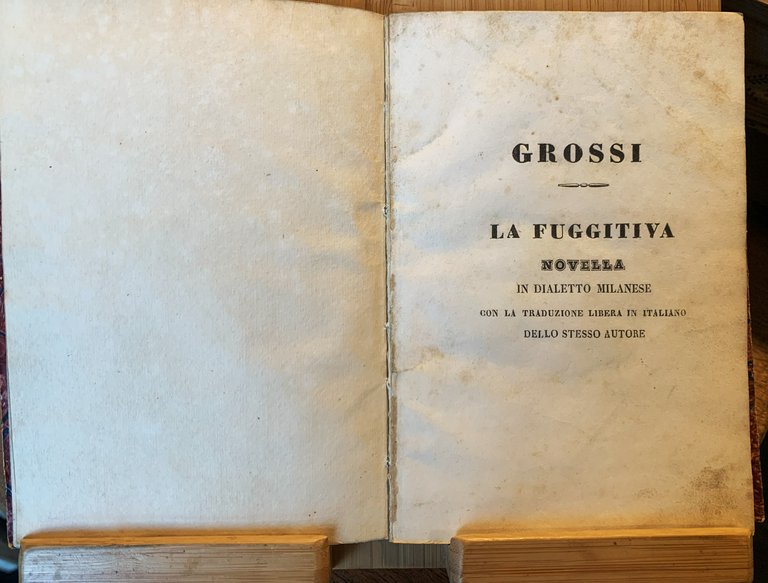 GROSSI
LA FUGGITIVA
NOVELLA
IN DIALETTO MILANESE
CON LA TRADUZIONE LIBERA IN ITALIANO
DELLO STESSO AUTORE